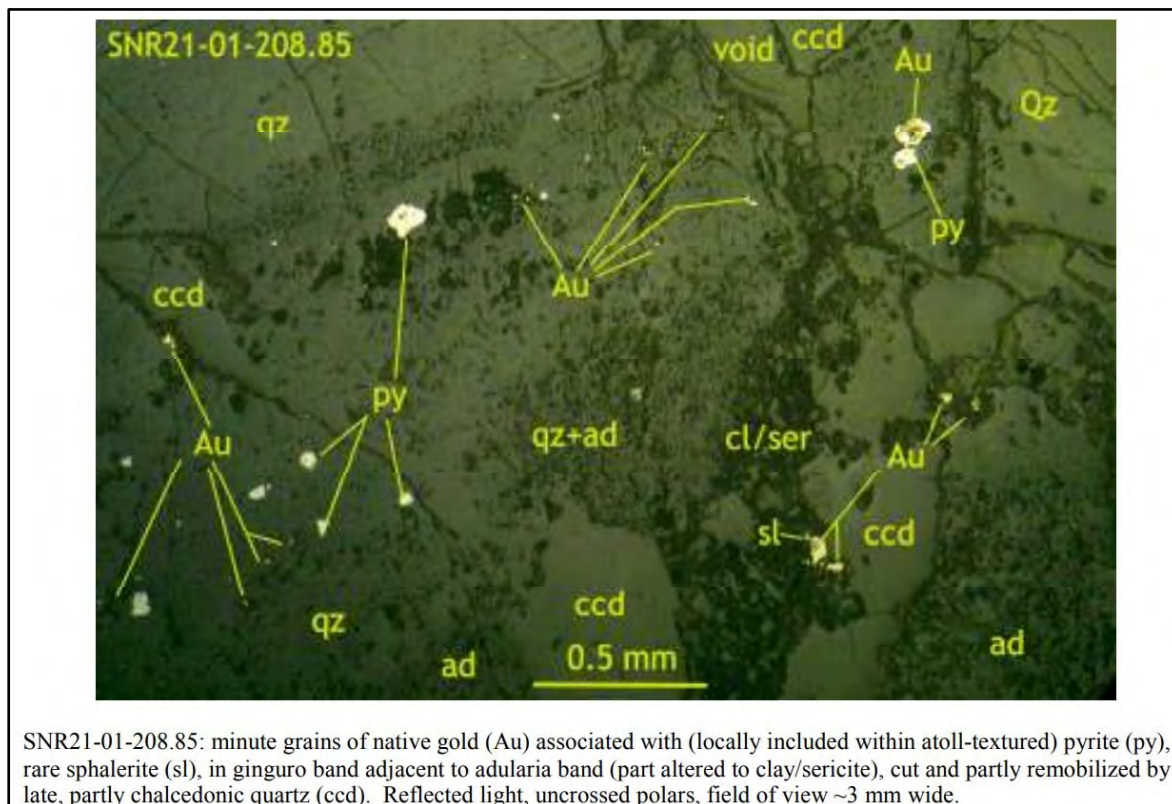 SNR21-01-208.85
void ccd
Au
qz
Qz
py
Au
ccd
py
Au
qz+ad
cl/ser
Au
sl
ccd
qz
ccd
ad
0.5 mm
ad
SNR21-01-208.85: minute grains of native gold (Au) associated with (locally included within atoll-textured) pyrite (py),
rare sphalerite (sl), in ginguro band adjacent to adularia band (part altered to clay/sericite), cut and partly remobilized by
late, partly chalcedonic quartz (ccd). Reflected light, uncrossed polars, field of view ~3 mm wide.